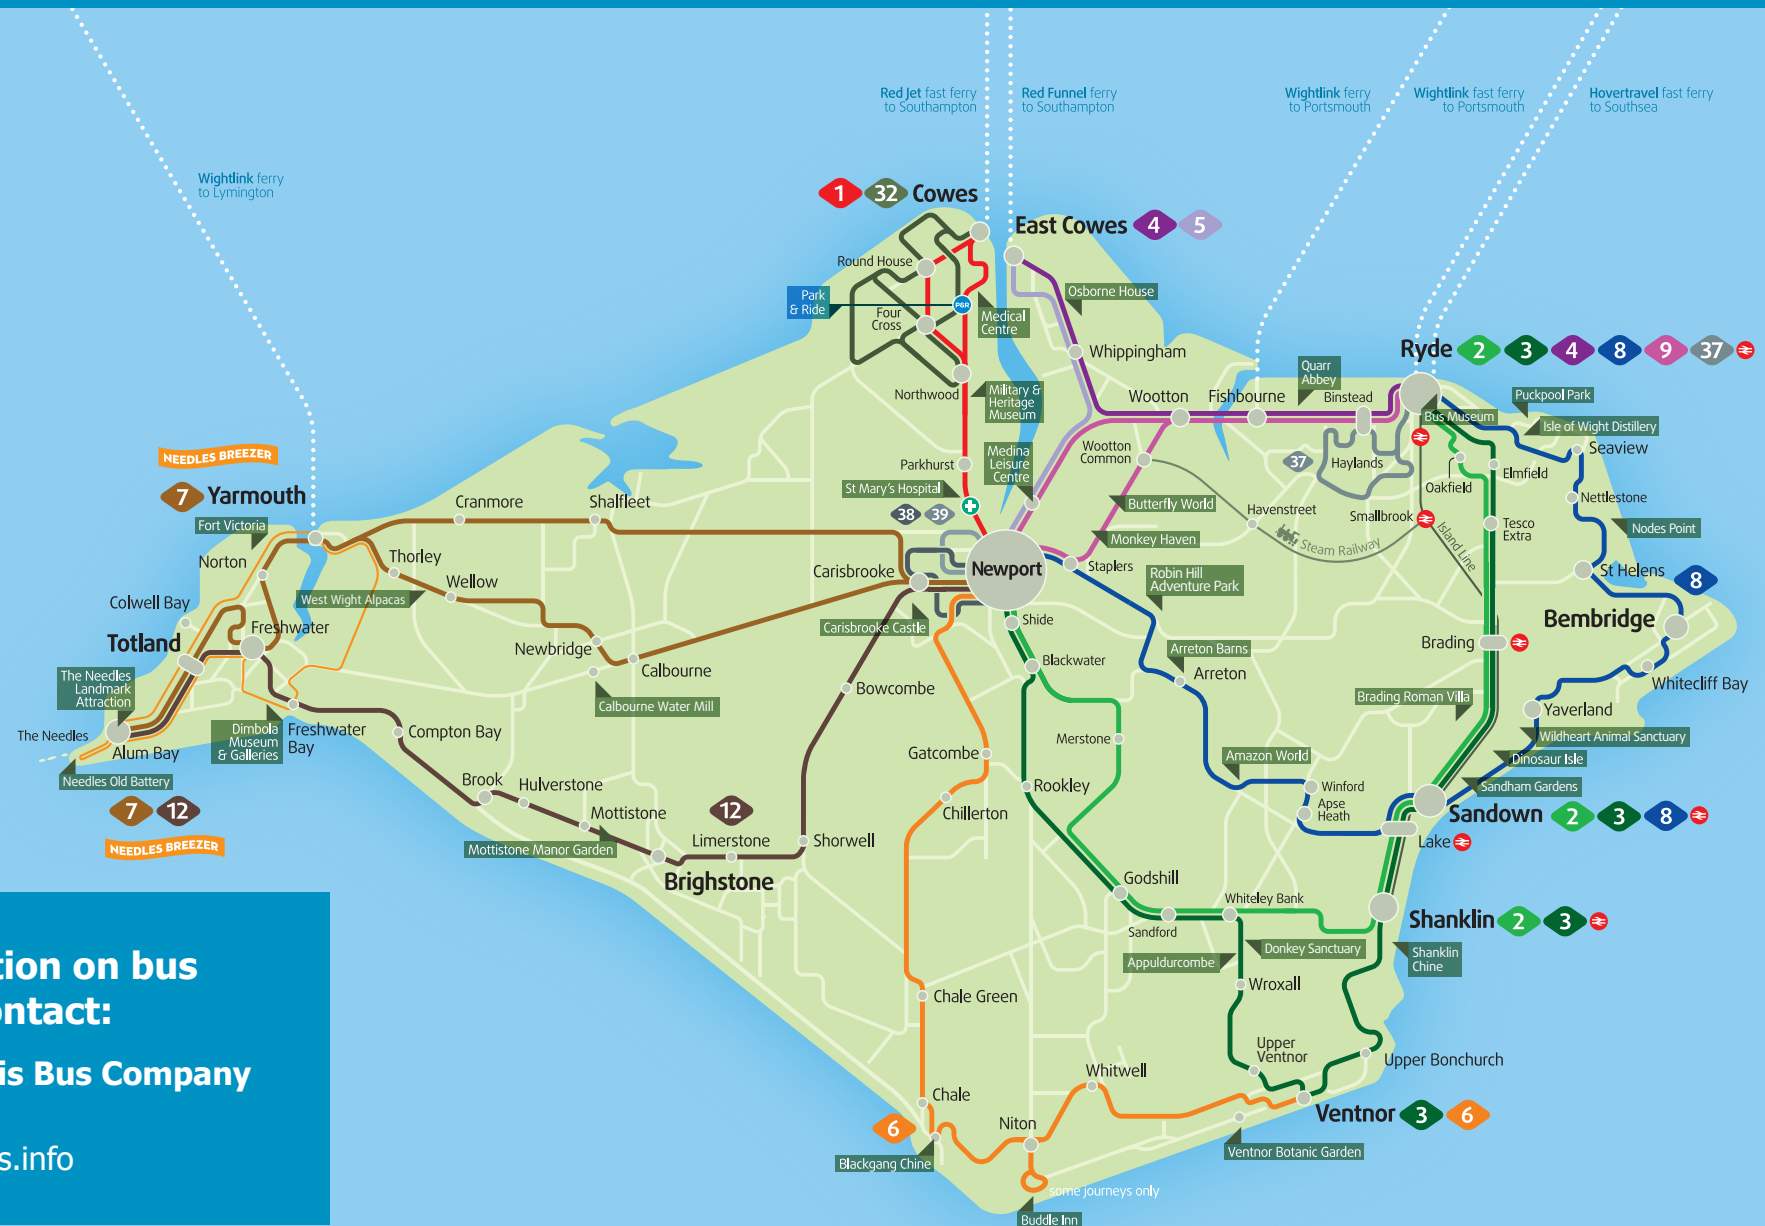 Red Jet fast ferry
to Southampton
Red Funnel ferry
to Southampton
Wightlink ferry
to Portsmouth
Wightlink fast ferry
to Portsmouth
Hovertravel fast ferry
to Southsea
Wightlink ferry
to Lymington
1 32 Cowes
East Cowes 4 5
Round House
Park
& Ride
P&R
Four
Cross
Medical
Centre
Osborne House
Whippingham
Northwood
Military &
Heritage
Museum
Ryde 2 3 4 8 9 37
Quarr
Abbey
Wootton
Fishbourne
Binstead
Puckpool Park
Bus Museum
Isle of Wight Distillery
Seaview
NEEDLES BREEZER
7 Yarmouth
Fort Victoria
Norton
Cranmore
Shalfleet
Parkhurst
St Mary's Hospital
38 39
Medina
Leisure
Centre
Wootton
Common
37
Haylands
Oakfield
Elmfield
Nettlestone
Butterfly World
Havenstreet
Smallbrook
Tesco
Extra
Nodes Point
Monkey Haven
Steam Railway
Island Line
Thorley
Wellow
West Wight Alpacas
Carisbrooke
Newport
Staplers
Robin Hill
Adventure Park
St Helens
8
Colwell Bay
Freshwater
Carisbrooke Castle
Shide
Bembridge
Totland
Newbridge
Calbourne
Blackwater
Arreton Barns
Arreton
Brading
The Needles
Landmark
Attraction
Bowcombe
Calbourne Water Mill
Brading Roman Villa
Whitecliff Bay
Yaverland
The Needles
Alum Bay
Dimbola
Museum
& Galleries
Freshwater
Bay
Compton Bay
Gatcombe
Merstone
Wildheart Animal Sanctuary
Amazon World
Dinosaur Isle
Needles Old Battery
Brook
Hulverstone
Rookley
Winford
Sandham Gardens
7 12
Mottistone
12
Chillerton
Apse
Heath
Sandown 2 3 8
NEEDLES BREEZER
Mottistone Manor Garden
Limerstone
Shorwell
Lake
Brighstone
Godshill
Whiteley Bank
Shanklin 2 3
Sandford
Donkey Sanctuary
Appuldurcombe
Shanklin
Chine
Wroxall
Chale Green
Upper
Ventnor
Upper Bonchurch
Whitwell
Chale
Ventnor 3 6
6
Niton
Blackgang Chine
Ventnor Botanic Garden
some journeys only
Buddle Inn
tion on bus
ontact:
is Bus Company
s.info